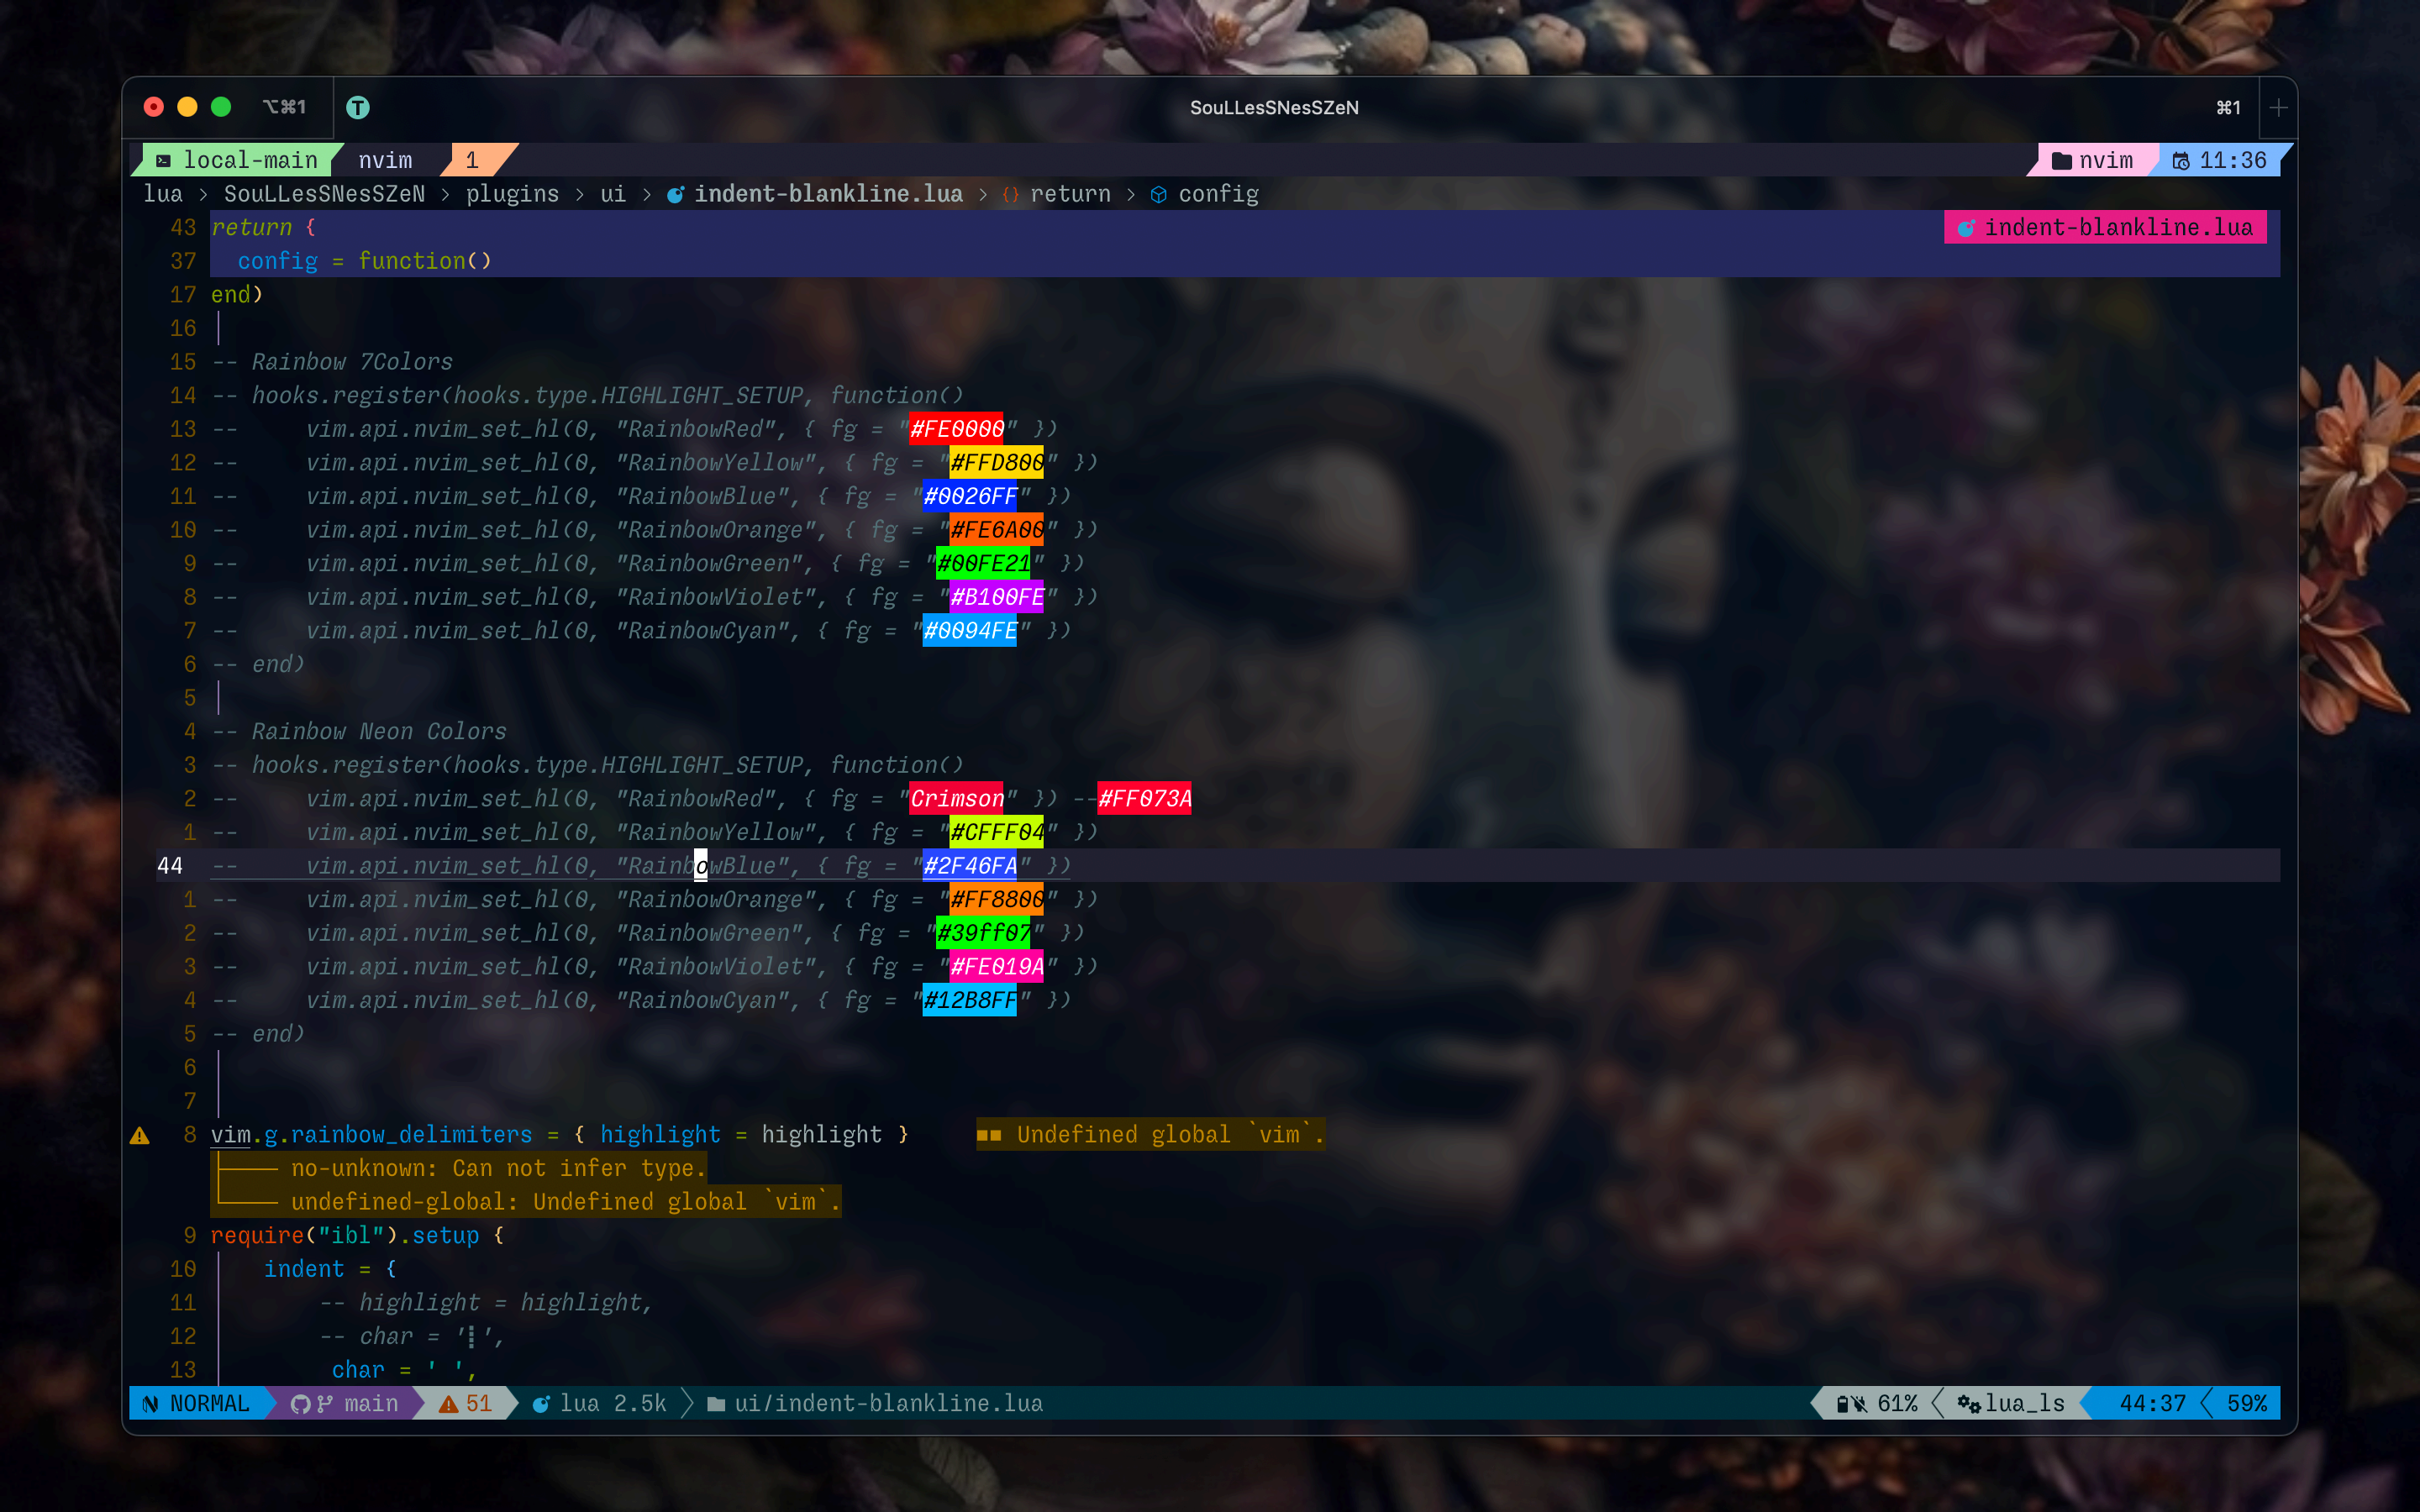 ⌥⌘1 T SouLLesSNesSZeN ⌘1 +
local-main nvim 1 nvim 11:36
lua > SouLLesSNesSZeN > plugins > ui > indent-blankline.lua > {} return > config
43 return { indent-blankline.lua
37   config = function()
17 end)
16
15 -- Rainbow 7Colors
14 -- hooks.register(hooks.type.HIGHLIGHT_SETUP, function()
13 --     vim.api.nvim_set_hl(0, "RainbowRed", { fg = "#FE0000" })
12 --     vim.api.nvim_set_hl(0, "RainbowYellow", { fg = "#FFD800" })
11 --     vim.api.nvim_set_hl(0, "RainbowBlue", { fg = "#0026FF" })
10 --     vim.api.nvim_set_hl(0, "RainbowOrange", { fg = "#FE6A00" })
9 --     vim.api.nvim_set_hl(0, "RainbowGreen", { fg = "#00FE21" })
8 --     vim.api.nvim_set_hl(0, "RainbowViolet", { fg = "#B100FE" })
7 --     vim.api.nvim_set_hl(0, "RainbowCyan", { fg = "#0094FE" })
6 -- end)
5
4 -- Rainbow Neon Colors
3 -- hooks.register(hooks.type.HIGHLIGHT_SETUP, function()
2 --     vim.api.nvim_set_hl(0, "RainbowRed", { fg = "Crimson" }) --#FF073A
1 --     vim.api.nvim_set_hl(0, "RainbowYellow", { fg = "#CFFF04" })
44 --     vim.api.nvim_set_hl(0, "RainbowBlue", { fg = "#2F46FA" })
1 --     vim.api.nvim_set_hl(0, "RainbowOrange", { fg = "#FF8800" })
2 --     vim.api.nvim_set_hl(0, "RainbowGreen", { fg = "#39ff07" })
3 --     vim.api.nvim_set_hl(0, "RainbowViolet", { fg = "#FE019A" })
4 --     vim.api.nvim_set_hl(0, "RainbowCyan", { fg = "#12B8FF" })
5 -- end)
6
7
8 vim.g.rainbow_delimiters = { highlight = highlight } ■■ Undefined global `vim`.
├──── no-unknown: Can not infer type.
└──── undefined-global: Undefined global `vim`.
9 require("ibl").setup {
10     indent = {
11         -- highlight = highlight,
12         -- char = '┋',
13          char = ' ',
NORMAL main 51 lua 2.5k ui/indent-blankline.lua 61% lua_ls 44:37 59%